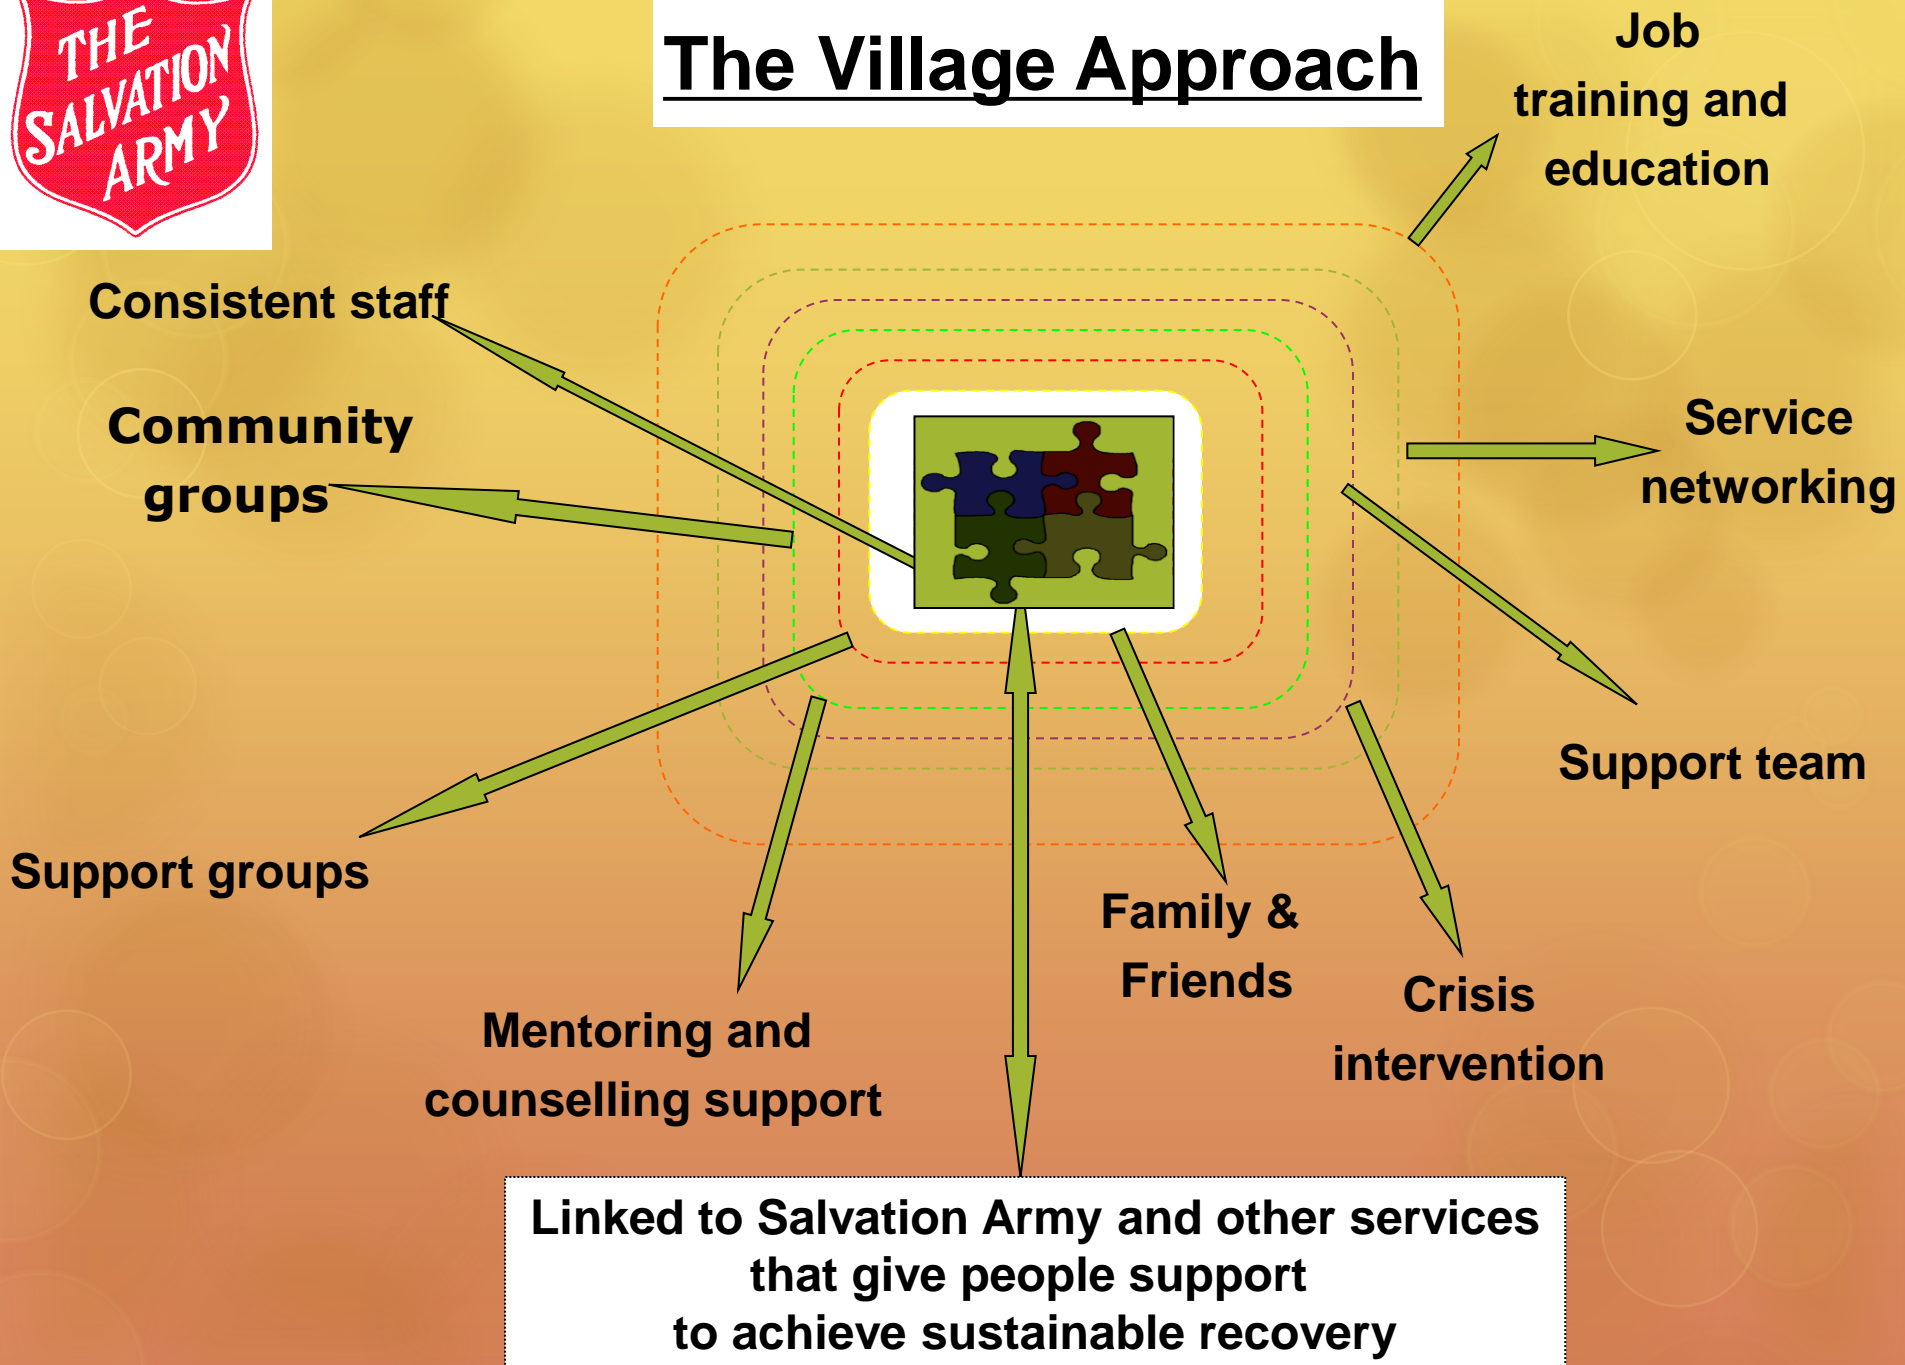 THE
SALVATION
ARMY
The Village Approach
Job
training and
education
Consistent staff
Community
groups
Service
networking
Support team
Support groups
Family &
Friends
Crisis
intervention
Mentoring and
counselling support
Linked to Salvation Army and other services
that give people support
to achieve sustainable recovery